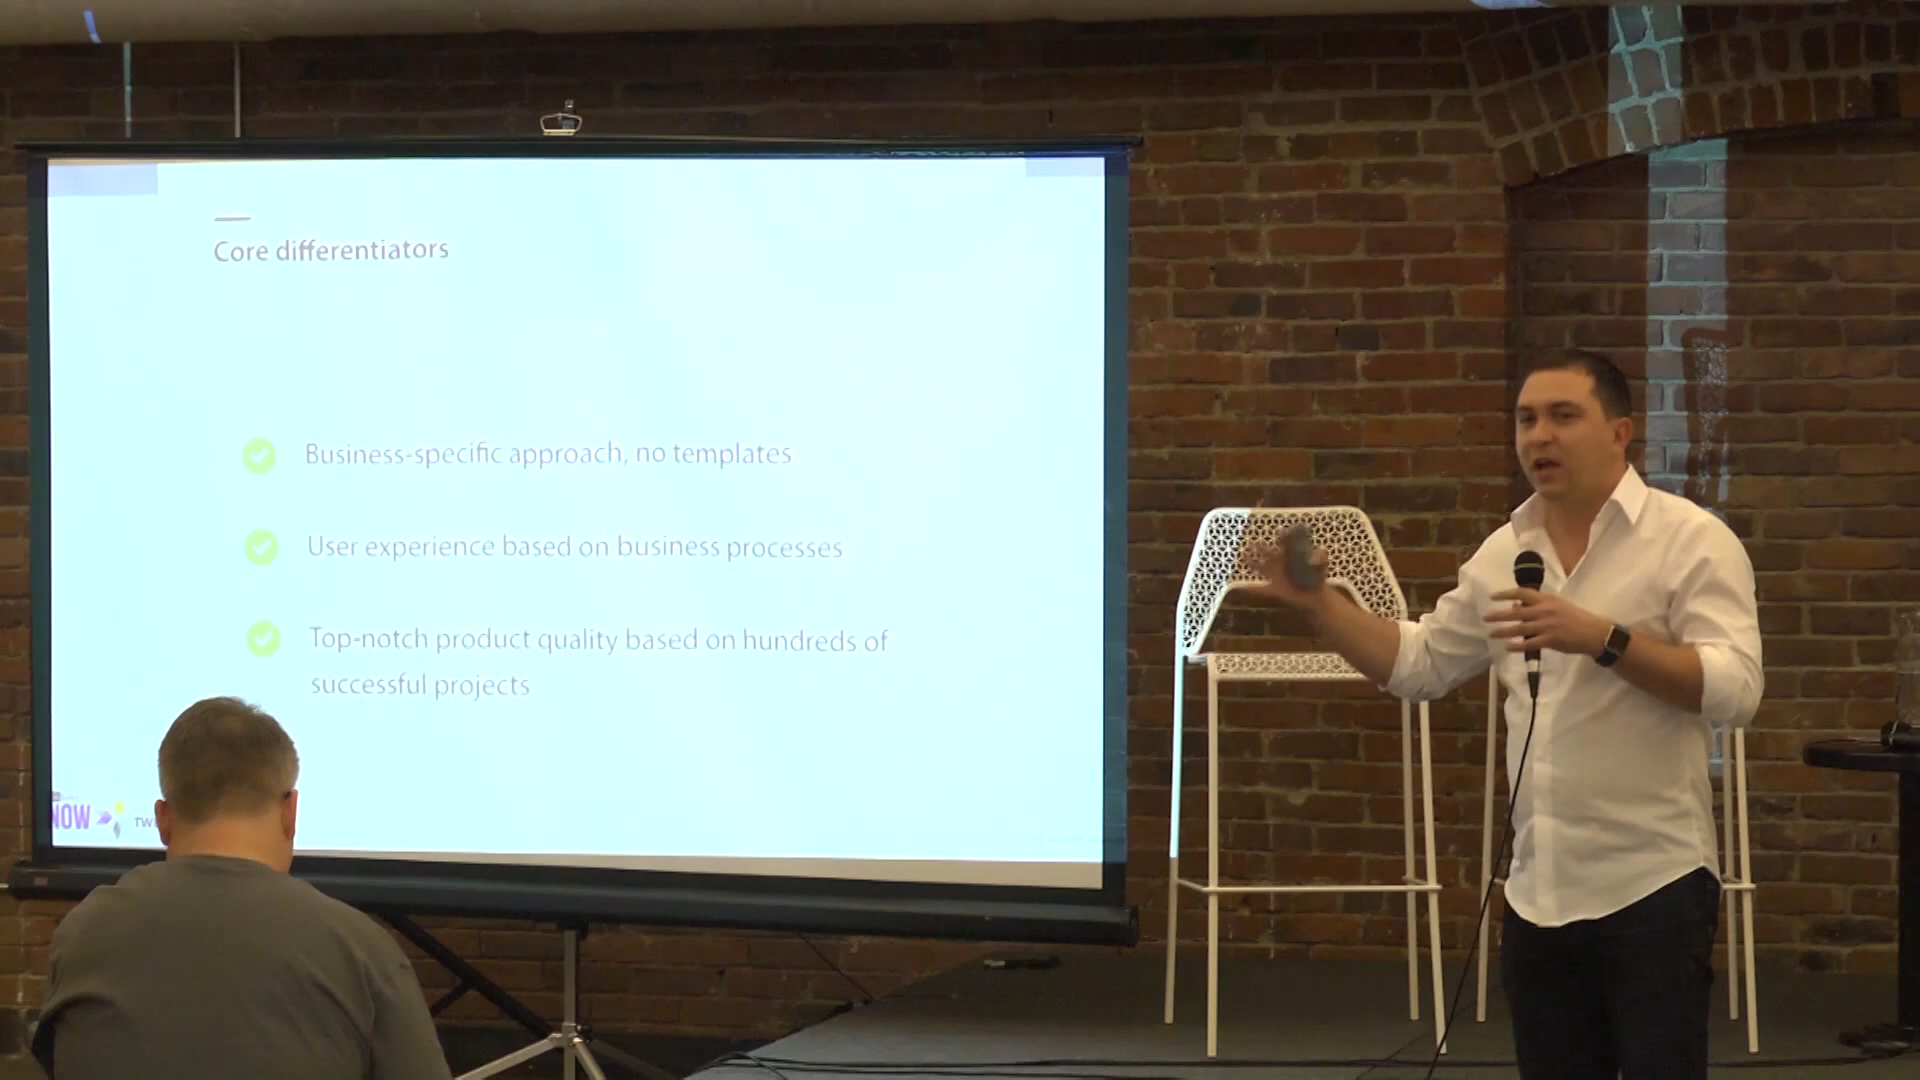 Core differentiators
Business-specific approach, no templates
User experience based on business processes
Top-notch product quality based on hundreds of
successful projects
NOW
TW